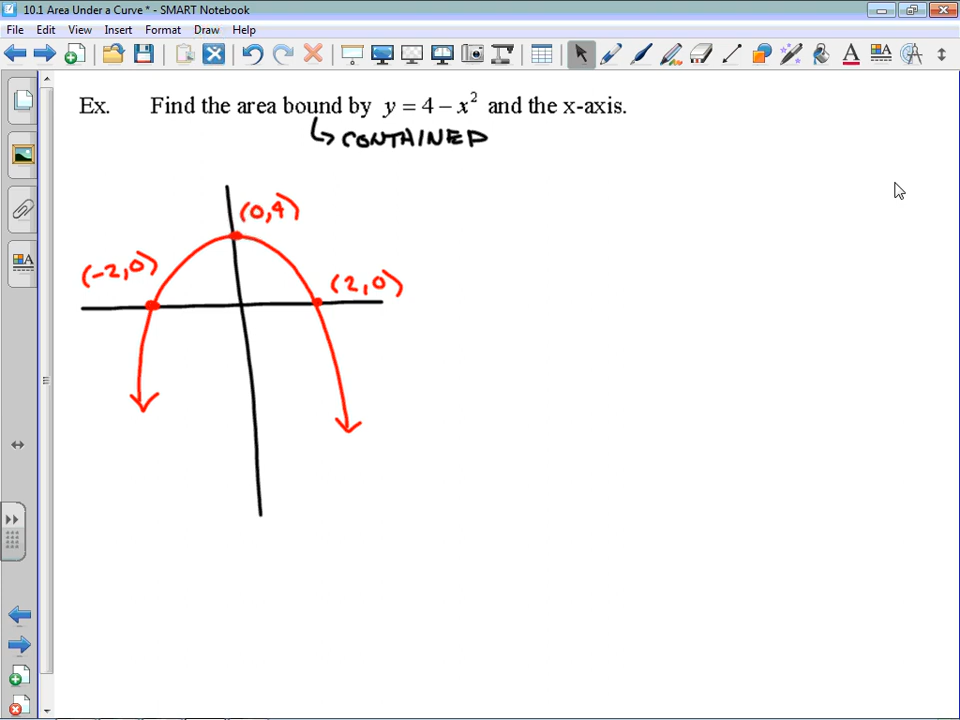 10.1 Area Under a Curve * - SMART Notebook
File Edit View Insert Format Draw Help
Ex. Find the area bound by y = 4 − x² and the x-axis.
CONTAINED
(0,4)
(-2,0)
(2,0)